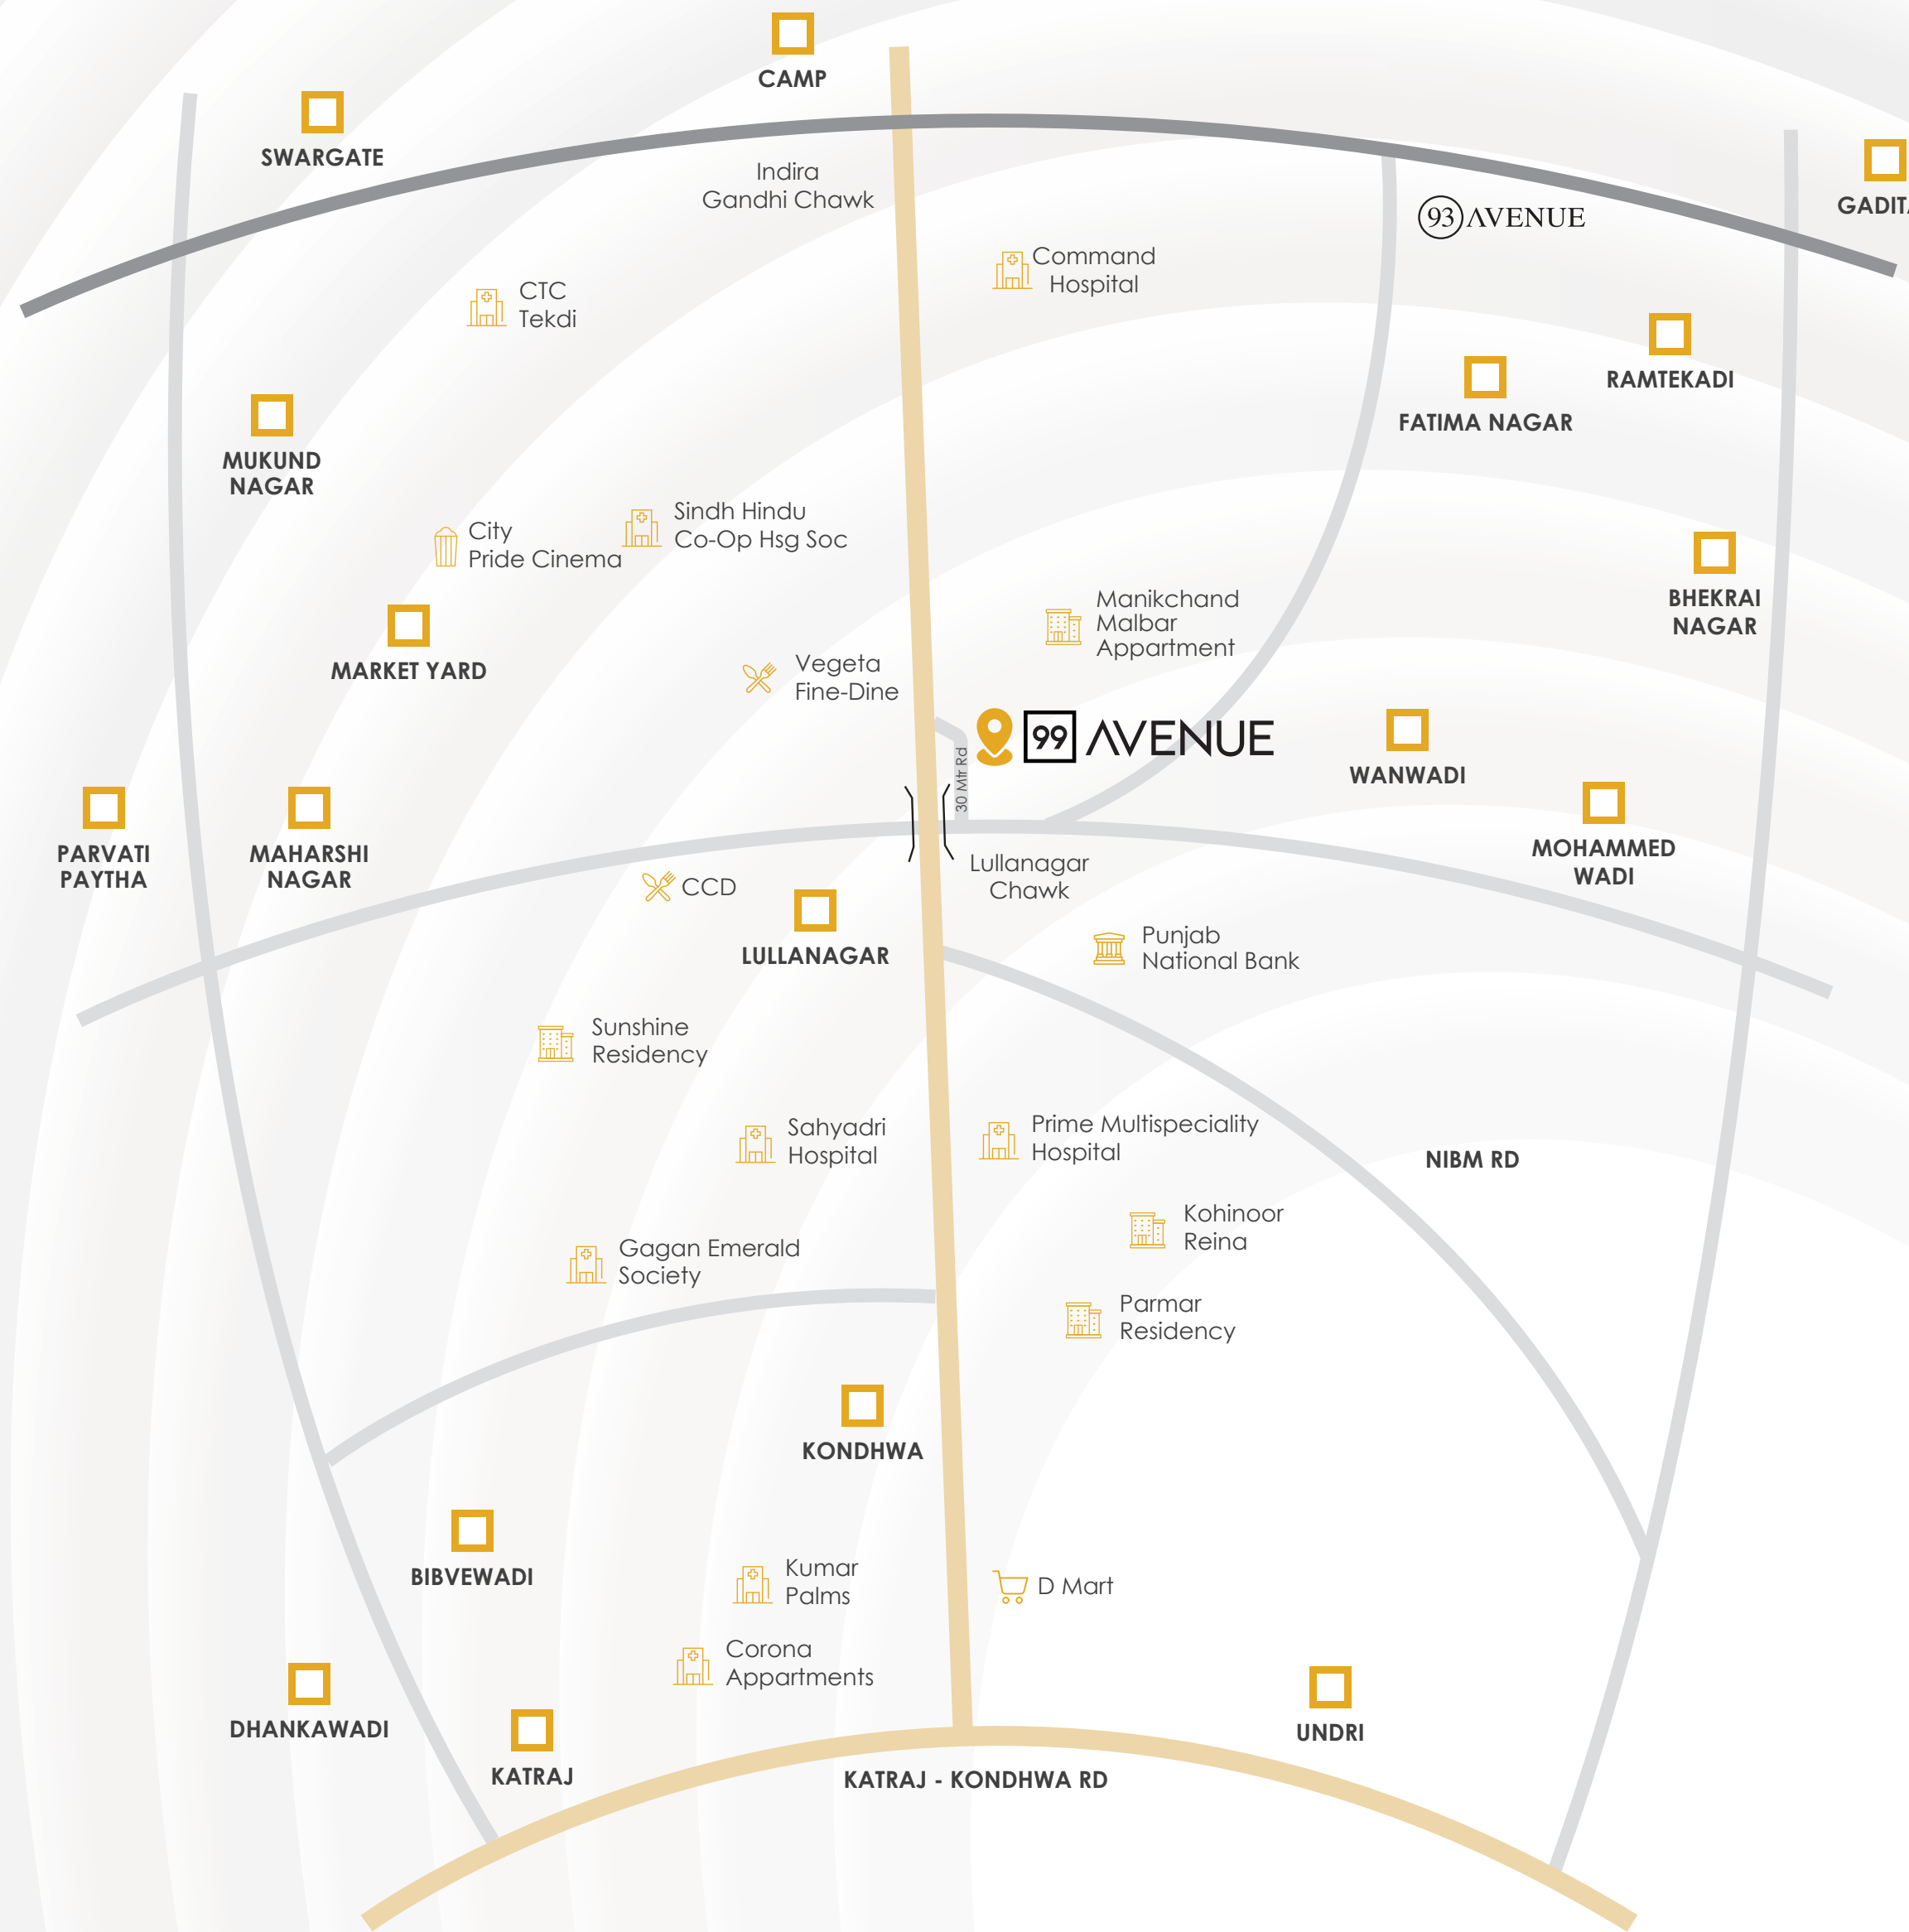 CAMP
SWARGATE
Indira
Gandhi Chawk
GADIT
93 AVENUE
Command
Hospital
CTC
Tekdi
RAMTEKADI
FATIMA NAGAR
MUKUND
NAGAR
Sindh Hindu
Co-Op Hsg Soc
City
Pride Cinema
BHEKRAI
NAGAR
Manikchand
Malbar
Appartment
MARKET YARD
Vegeta
Fine-Dine
99 AVENUE
30 Mtr Rd
WANWADI
PARVATI
PAYTHA
MAHARSHI
NAGAR
MOHAMMED
WADI
Lullanagar
Chawk
CCD
LULLANAGAR
Punjab
National Bank
Sunshine
Residency
Sahyadri
Hospital
Prime Multispeciality
Hospital
NIBM RD
Kohinoor
Reina
Gagan Emerald
Society
Parmar
Residency
KONDHWA
BIBVEWADI
Kumar
Palms
D Mart
Corona
Appartments
DHANKAWADI
UNDRI
KATRAJ
KATRAJ - KONDHWA RD